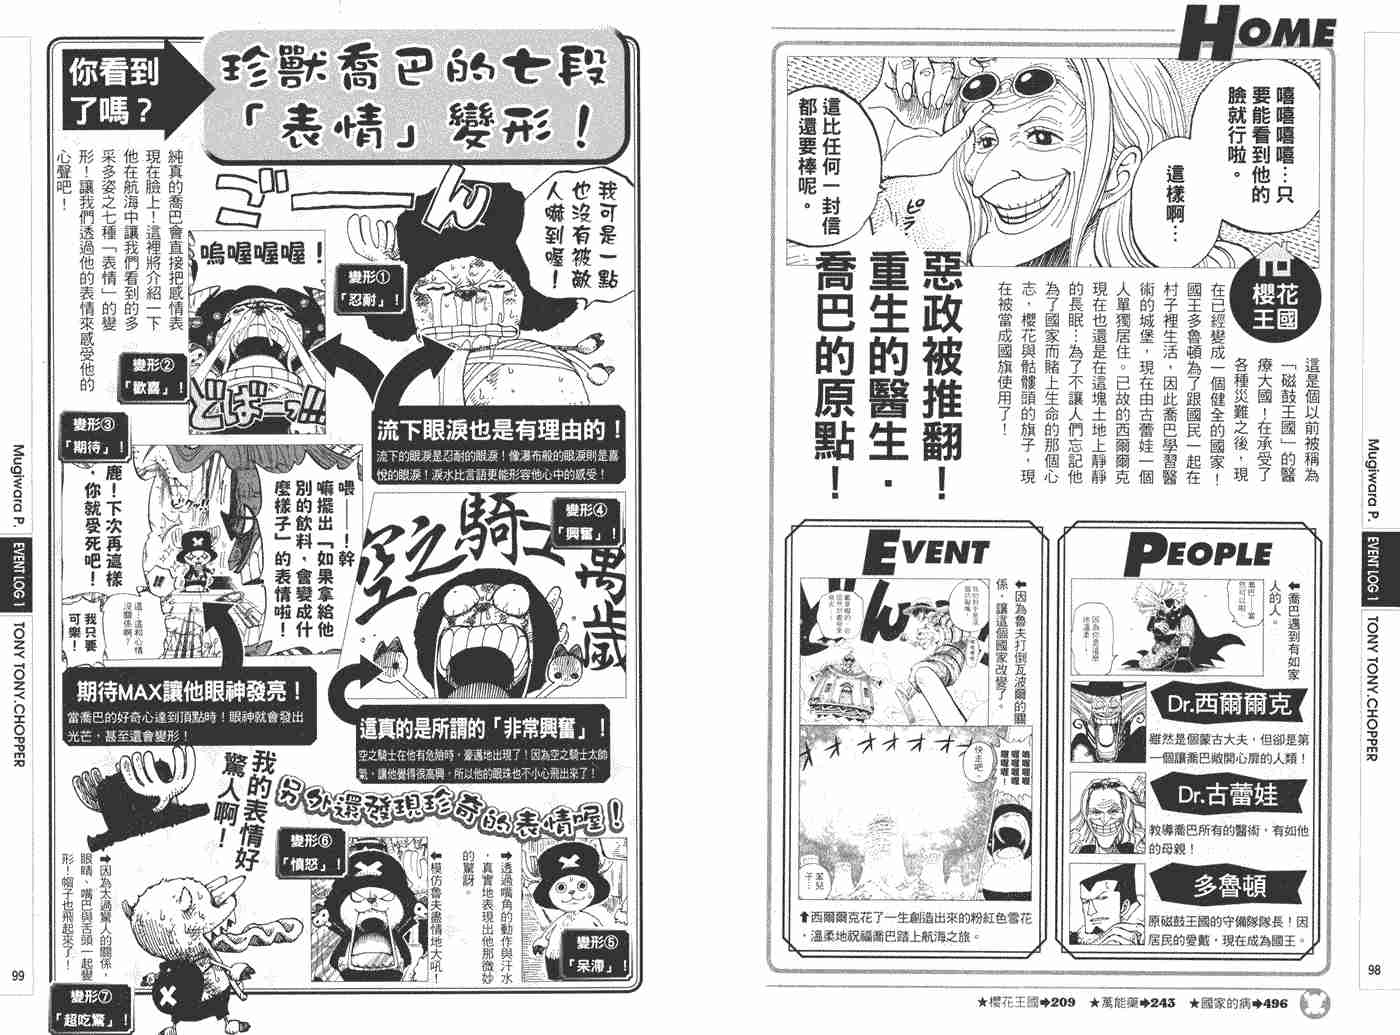 HOME
嘻嘻嘻嘻…只
要能看到他的
臉就行啦。
這樣啊…
這比任何一封信
都還要棒呢。
ピラ
櫻花
王國
惡政被推翻！
重生的醫生．
喬巴的原點！
這是個以前被稱為
「磁鼓王國」的醫
療大國！在承受了
各種災難之後，現
在已經變成一個健全的國家！
國王多魯頓為了跟國民一起在
村子裡生活，因此喬巴學習醫
術的城堡，現在由古蕾娃一個
人單獨居住。已故的西爾爾克
現在也還是在這塊土地上靜靜
的長眠…為了不讓人們忘記他
為了國家而賭上生命的那個心
志，櫻花與骷髏頭的旗子，現
在被當成國旗使用了！
PEOPLE
⬆喬巴遇到有如家
人的人。
Dr.西爾爾克
雖然是個蒙古大夫，但卻是第
一個讓喬巴敞開心扉的人類！
Dr.古蕾娃
教導喬巴所有的醫術，有如他
的母親！
多魯頓
原磁鼓王國的守備隊隊長！因
居民的愛戴，現在成為國王。
EVENT
⬆因為魯夫打倒瓦波爾的關
係，讓這個國家改變了。
快走吧。
嗚喔喔
喔喔！
⬆西爾爾克花了一生創造出來的粉紅色雪花
，溫柔地祝福喬巴踏上航海之旅。
★櫻花王國➡209 ★萬能藥➡243 ★國家的病➡496
Mugiwara P.
EVENT LOG 1
TONY TONY.CHOPPER
98
你看到
了嗎？
珍獸喬巴的七段
「表情」變形！
純真的喬巴會直接把感情表
現在臉上！這裡將介紹一下
他在航海中讓我們看到的多
采多姿之七種「表情」的變
形！讓我們透過他的表情來感受他的
心聲吧！
ごーーん
我可是一點
也沒有被敵
人嚇到喔！
變形①
「忍耐」！
嗚喔喔喔！
變形②
「歡喜」！
流下眼淚也是有理由的！
流下的眼淚是忍耐的眼淚！像瀑布般的眼淚則是喜
悅的眼淚！淚水比言語更能形容他心中的感受！
變形③
「期待」！
喂——！幹
嘛擺出「如果拿給他
別的飲料，會變成什
麼樣子」的表情啦！
鹿！下次再這樣
，你就受死吧！
我只要
可樂！
期待MAX讓他眼神發亮！
當喬巴的好奇心達到頂點時！眼神就會發出
光芒，甚至還會變形！
變形④
「興奮」！
空之騎士萬歲
這真的是所謂的「非常興奮」！
空之騎士在他有危險時，豪邁地出現了！因為空之騎士太帥
氣，讓他覺得很高興，所以他的眼珠也不小心飛出來了！
另外還發現珍奇的表情喔！
變形⑤
「呆滯」！
➡透過嘴角的動作與汗水
，真實地表現出他那微妙
的驚訝。
變形⑥
「憤怒」！
⬅模仿魯夫盡情地大吼！
我的表情好
驚人啊！
變形⑦
「超吃驚」！
➡因為太過驚人的關係，
眼睛、嘴巴與舌頭一起變
形！帽子也飛起來了！
Mugiwara P.
EVENT LOG 1
TONY TONY.CHOPPER
99